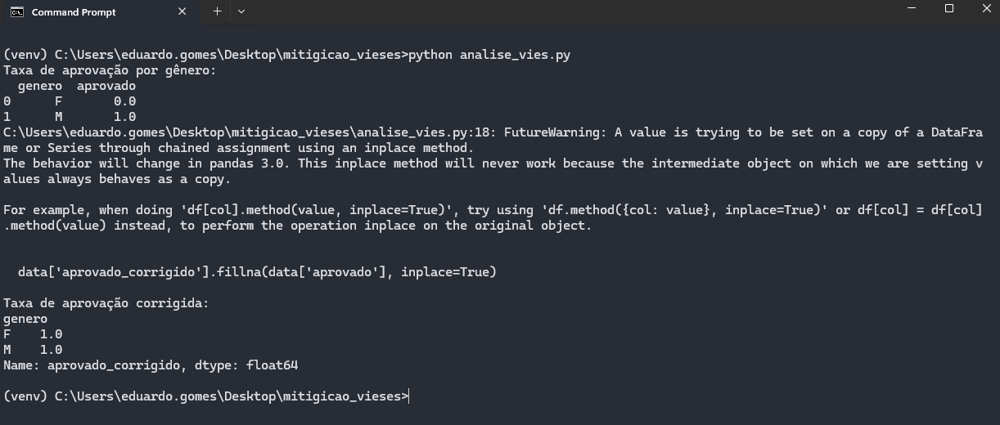 Command Prompt
(venv) C:\Users\eduardo.gomes\Desktop\mitigicao_vieses>python analise_vies.py
Taxa de aprovação por gênero:
  genero  aprovado
0      F       0.0
1      M       1.0
C:\Users\eduardo.gomes\Desktop\mitigicao_vieses\analise_vies.py:18: FutureWarning: A value is trying to be set on a copy of a DataFra
me or Series through chained assignment using an inplace method.
The behavior will change in pandas 3.0. This inplace method will never work because the intermediate object on which we are setting v
alues always behaves as a copy.

For example, when doing 'df[col].method(value, inplace=True)', try using 'df.method({col: value}, inplace=True)' or df[col] = df[col]
.method(value) instead, to perform the operation inplace on the original object.


  data['aprovado_corrigido'].fillna(data['aprovado'], inplace=True)

Taxa de aprovação corrigida:
genero
F    1.0
M    1.0
Name: aprovado_corrigido, dtype: float64

(venv) C:\Users\eduardo.gomes\Desktop\mitigicao_vieses>